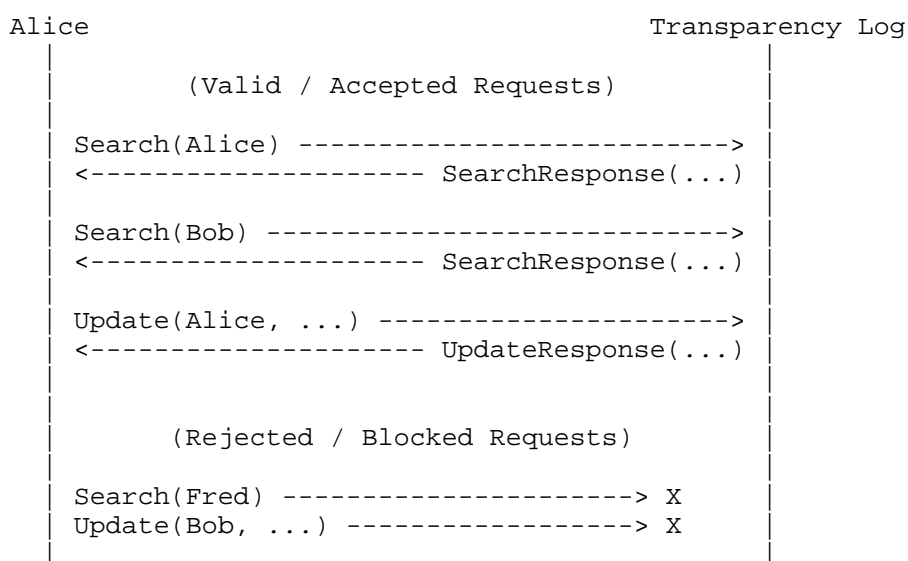 Alice                                   Transparency Log
(Valid / Accepted Requests)
Search(Alice) --------------------------->
<--------------------- SearchResponse(...)
Search(Bob) ----------------------------->
<--------------------- SearchResponse(...)
Update(Alice, ...) ---------------------->
<--------------------- UpdateResponse(...)
(Rejected / Blocked Requests)
Search(Fred) ----------------------> X
Update(Bob, ...) ------------------> X